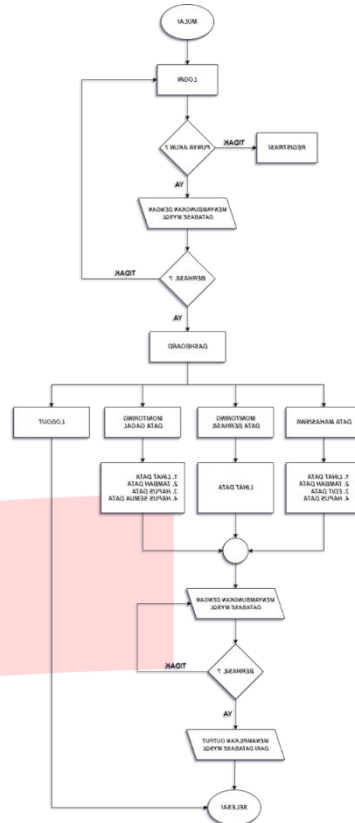 MULAI
LOGIN
PUNYA AKUN ?
TIDAK
REGISTRASI
YA
MENYAMBUNGKAN DENGAN
DATABASE MYSQL
BERHASIL ?
TIDAK
YA
DASHBOARD
LOGOUT
MONITORING
DATA GAGAL
MONITORING
DATA BERHASIL
DATA MAHASISWA
1. LIHAT DATA
2. TAMBAH DATA
3. HAPUS DATA
4. HAPUS SEMUA DATA
LIHAT DATA
1. LIHAT DATA
2. TAMBAH DATA
3. EDIT DATA
4. HAPUS DATA
MENYAMBUNGKAN DENGAN
DATABASE MYSQL
BERHASIL ?
TIDAK
YA
MENAMPILKAN OUTPUT
DARI DATABASE MYSQL
SELESAI